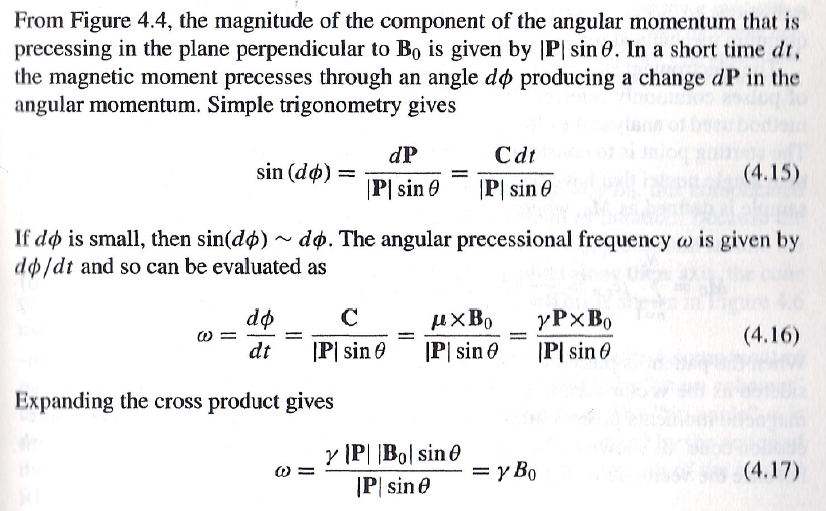 From Figure 4.4, the magnitude of the component of the angular momentum that is
precessing in the plane perpendicular to B₀ is given by |P| sin θ. In a short time dt,
the magnetic moment precesses through an angle dϕ producing a change dP in the
angular momentum. Simple trigonometry gives
sin (dϕ) = dP / |P| sin θ = C dt / |P| sin θ (4.15)
If dϕ is small, then sin(dϕ) ~ dϕ. The angular precessional frequency ω is given by
dϕ/dt and so can be evaluated as
ω = dϕ / dt = C / |P| sin θ = μ×B₀ / |P| sin θ = γP×B₀ / |P| sin θ (4.16)
Expanding the cross product gives
ω = γ |P| |B₀| sin θ / |P| sin θ = γ B₀ (4.17)